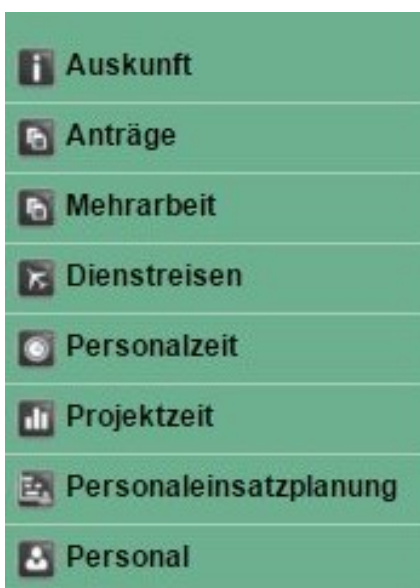 Auskunft
Anträge
Mehrarbeit
Dienstreisen
Personalzeit
Projektzeit
Personaleinsatzplanung
Personal